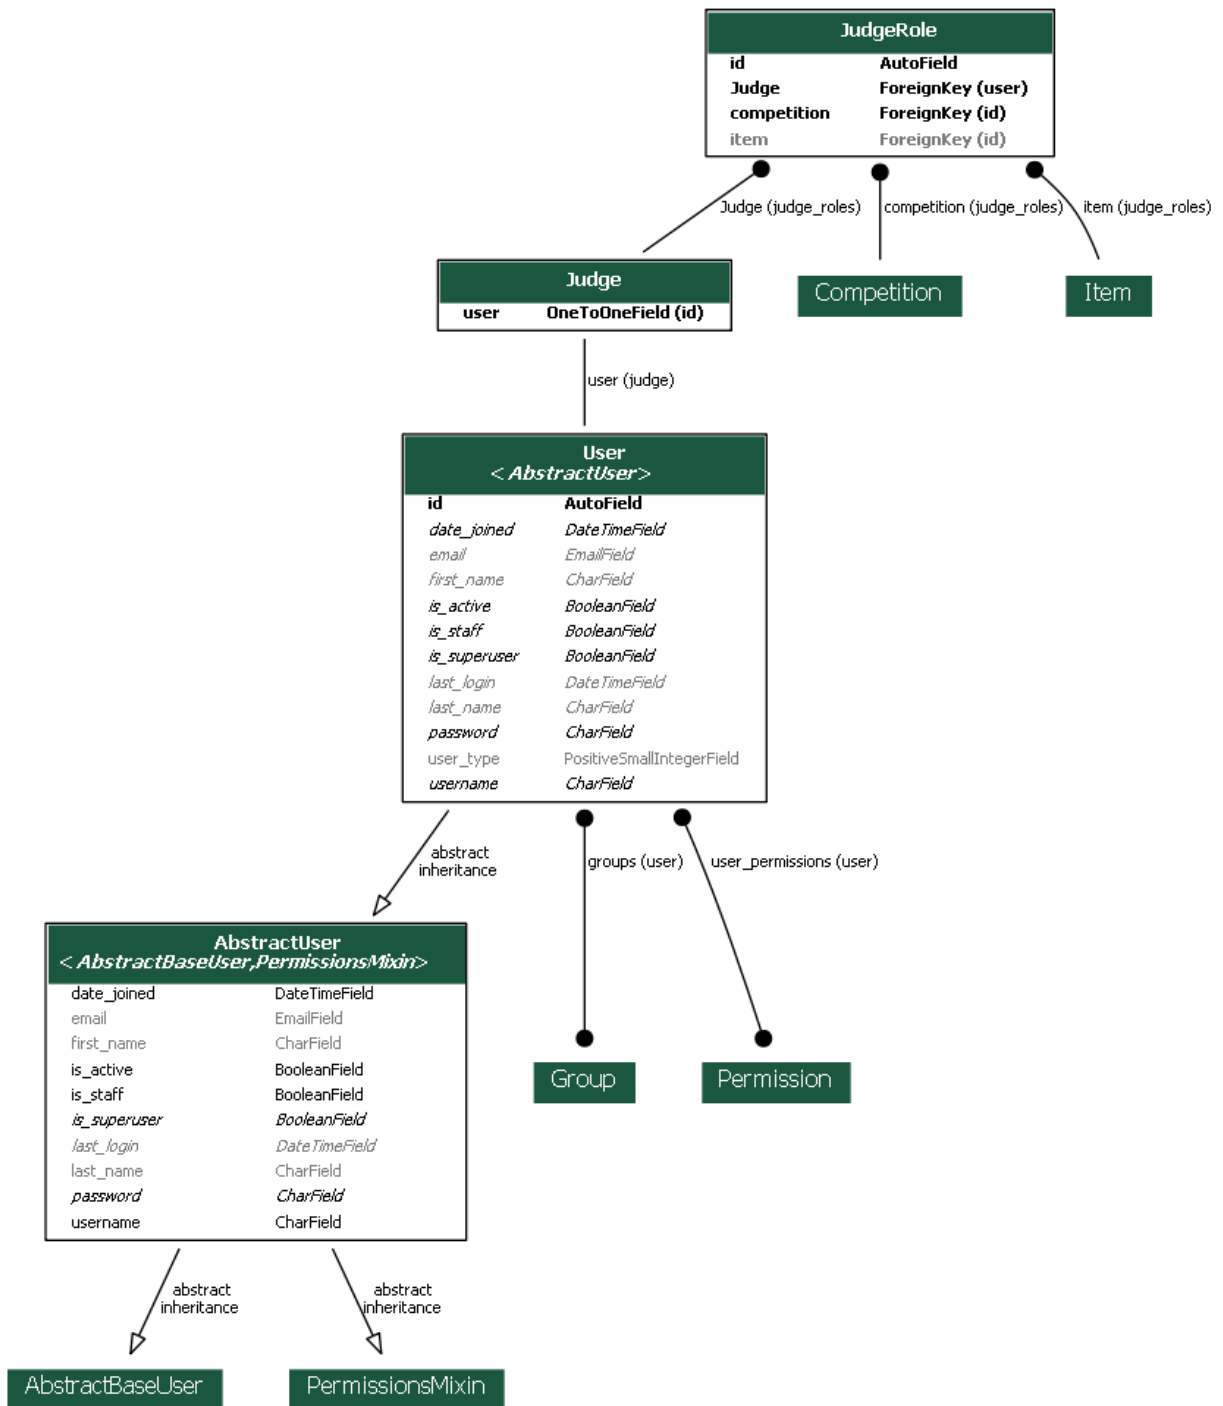 JudgeRole
id AutoField
Judge ForeignKey (user)
competition ForeignKey (id)
item ForeignKey (id)
Judge (judge_roles)
competition (judge_roles)
item (judge_roles)
Judge
user OneToOneField (id)
Competition
Item
user (judge)
User
<AbstractUser>
id AutoField
date_joined DateTimeField
email EmailField
first_name CharField
is_active BooleanField
is_staff BooleanField
is_superuser BooleanField
last_login DateTimeField
last_name CharField
password CharField
user_type PositiveSmallIntegerField
username CharField
abstract
inheritance
groups (user)
user_permissions (user)
AbstractUser
<AbstractBaseUser,PermissionsMixin>
date_joined DateTimeField
email EmailField
first_name CharField
is_active BooleanField
is_staff BooleanField
is_superuser BooleanField
last_login DateTimeField
last_name CharField
password CharField
username CharField
Group
Permission
abstract
inheritance
abstract
inheritance
AbstractBaseUser
PermissionsMixin